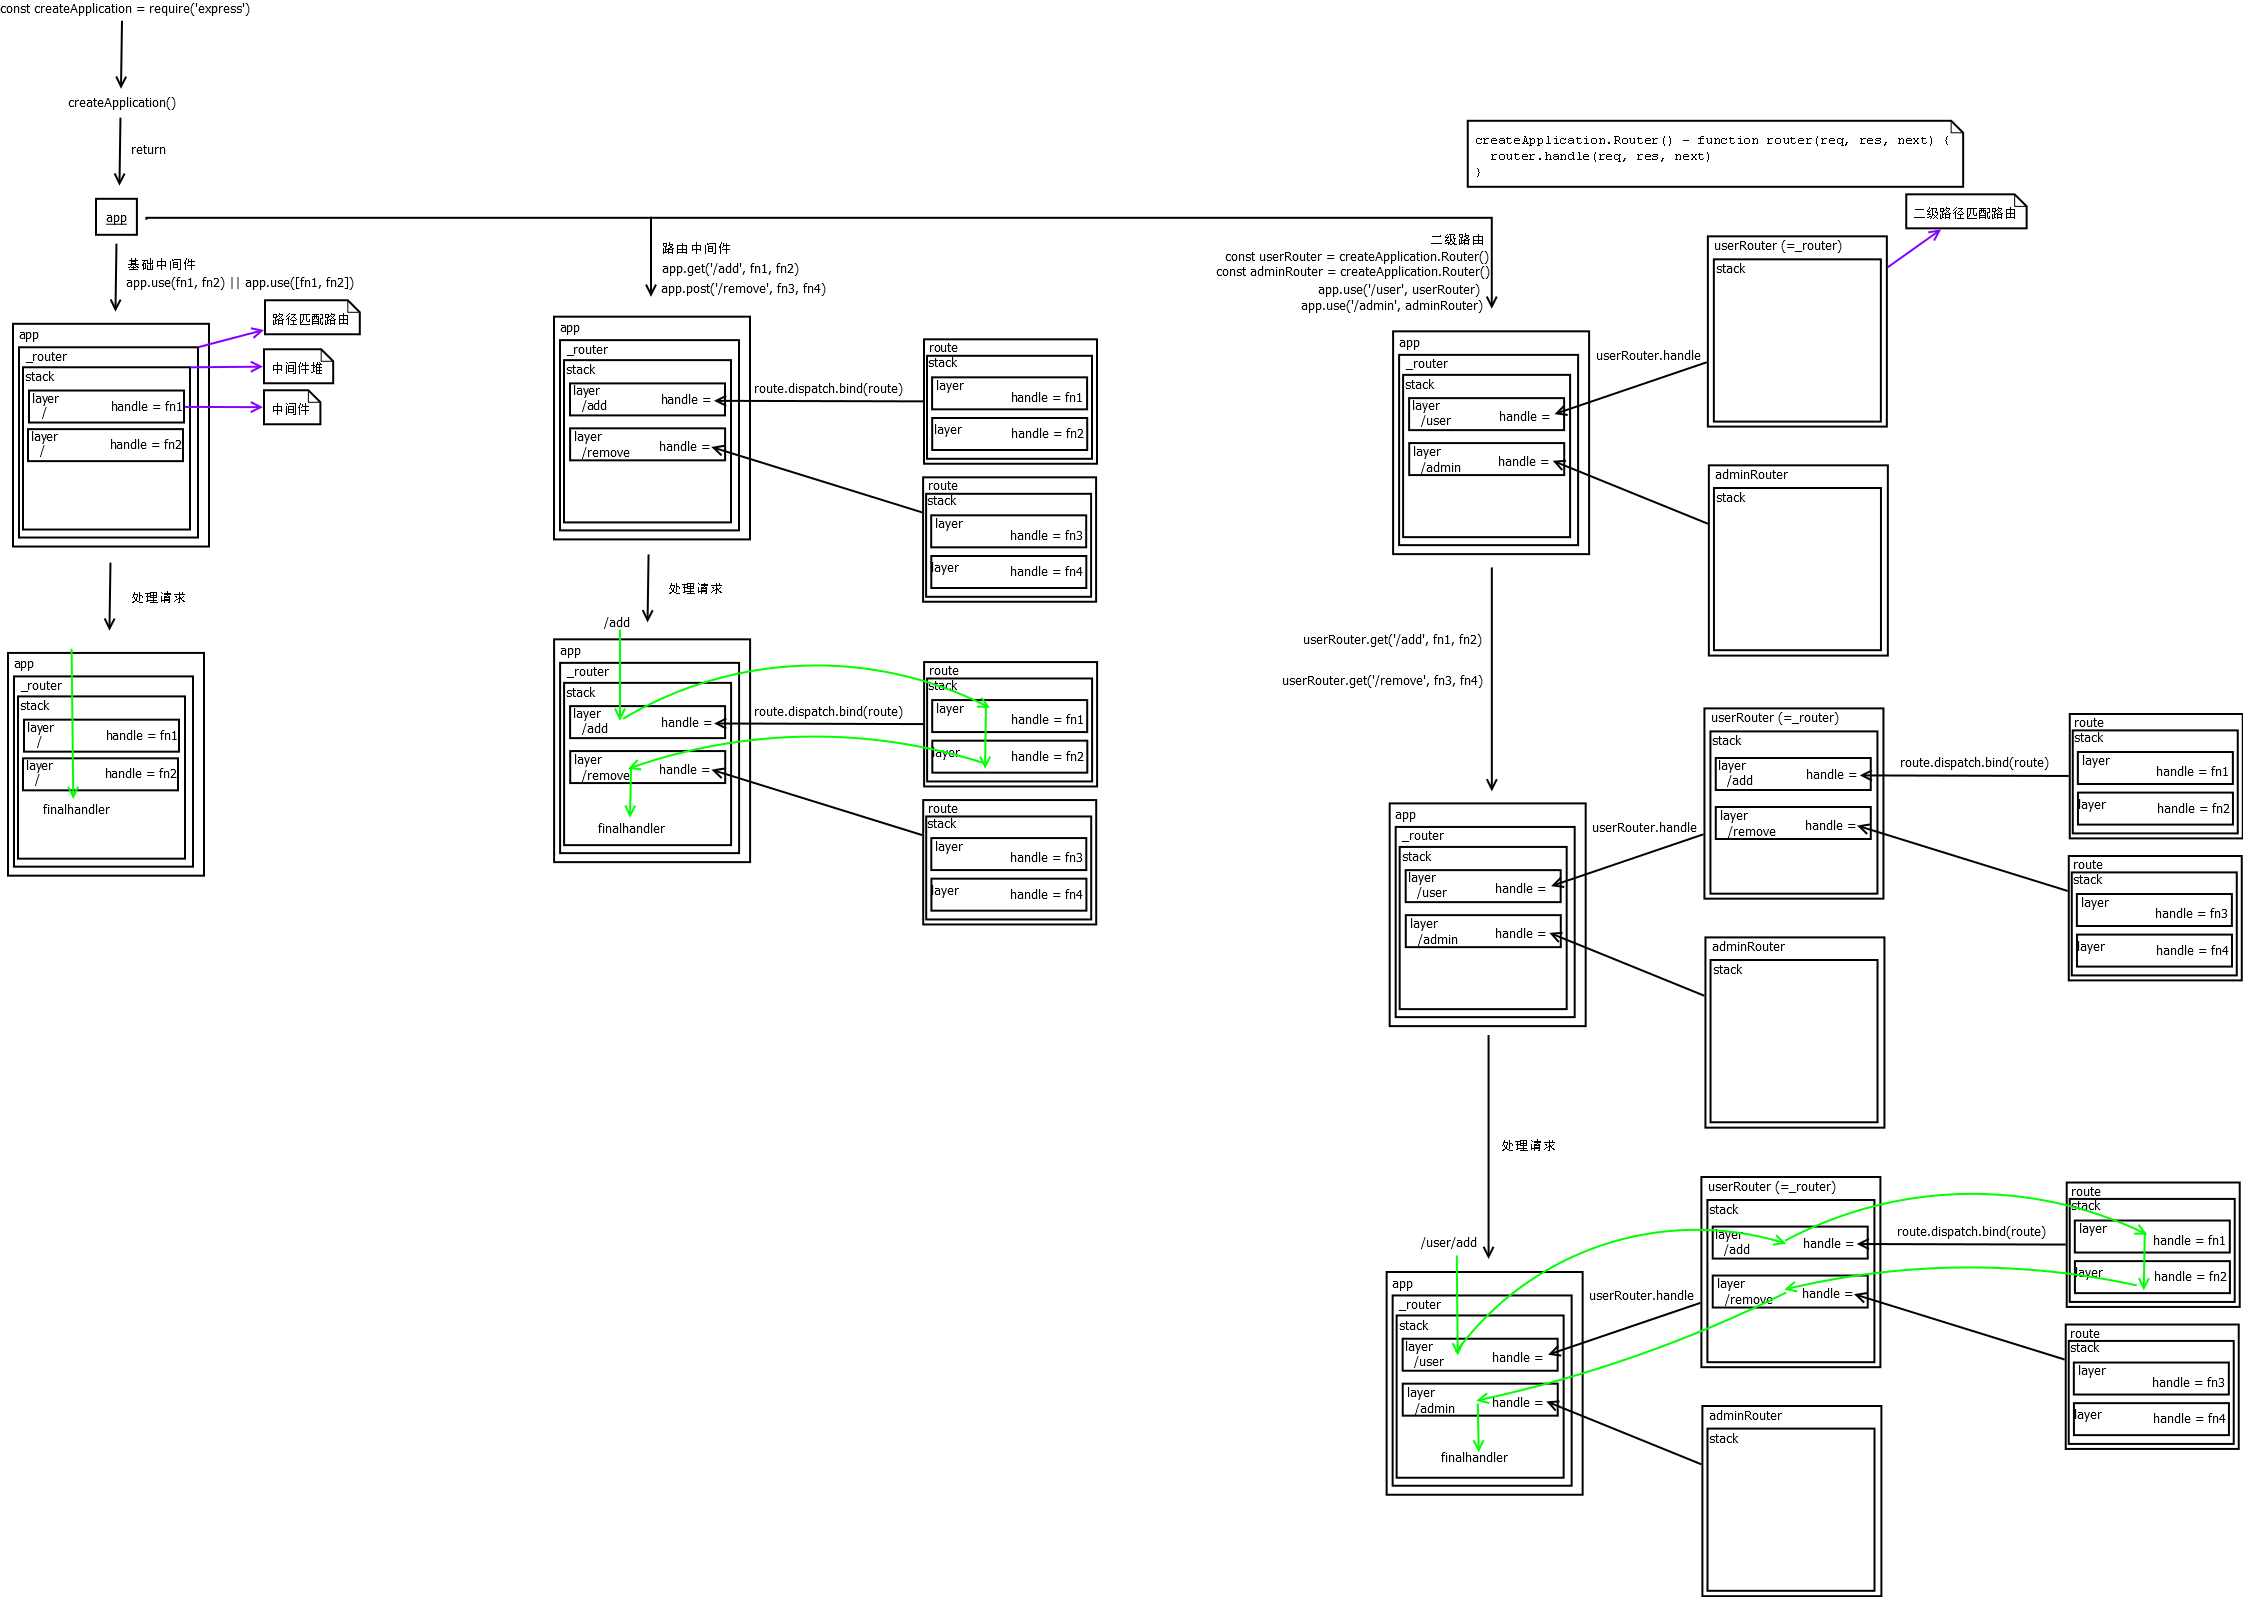 const createApplication = require('express')
createApplication()
return
app
基础中间件
app.use(fn1, fn2) || app.use([fn1, fn2])
路径匹配路由
中间件堆
中间件
app
_router
stack
layer
/
handle = fn1
layer
/
handle = fn2
处理请求
app
_router
stack
layer
/
handle = fn1
layer
/
handle = fn2
finalhandler
路由中间件
app.get('/add', fn1, fn2)
app.post('/remove', fn3, fn4)
app
_router
stack
layer
/add
handle =
layer
/remove
handle =
route.dispatch.bind(route)
route
stack
layer
handle = fn1
layer
handle = fn2
route
stack
layer
handle = fn3
layer
handle = fn4
处理请求
/add
app
_router
stack
layer
/add
handle =
layer
/remove
handle =
finalhandler
route.dispatch.bind(route)
route
stack
layer
handle = fn1
layer
handle = fn2
route
stack
layer
handle = fn3
layer
handle = fn4
createApplication.Router() - function router(req, res, next) {
router.handle(req, res, next)
}
二级路径匹配路由
二级路由
const userRouter = createApplication.Router()
const adminRouter = createApplication.Router()
app.use('/user', userRouter)
app.use('/admin', adminRouter)
app
_router
stack
layer
/user
handle =
layer
/admin
handle =
userRouter.handle
userRouter (=_router)
stack
adminRouter
stack
userRouter.get('/add', fn1, fn2)
userRouter.get('/remove', fn3, fn4)
app
_router
stack
layer
/user
handle =
layer
/admin
handle =
userRouter.handle
userRouter (=_router)
stack
layer
/add
handle =
layer
/remove
handle =
route.dispatch.bind(route)
route
stack
layer
handle = fn1
layer
handle = fn2
route
stack
layer
handle = fn3
layer
handle = fn4
adminRouter
stack
处理请求
/user/add
app
_router
stack
layer
/user
handle =
layer
/admin
handle =
finalhandler
userRouter.handle
userRouter (=_router)
stack
layer
/add
handle =
layer
/remove
handle =
route.dispatch.bind(route)
route
stack
layer
handle = fn1
layer
handle = fn2
route
stack
layer
handle = fn3
layer
handle = fn4
adminRouter
stack